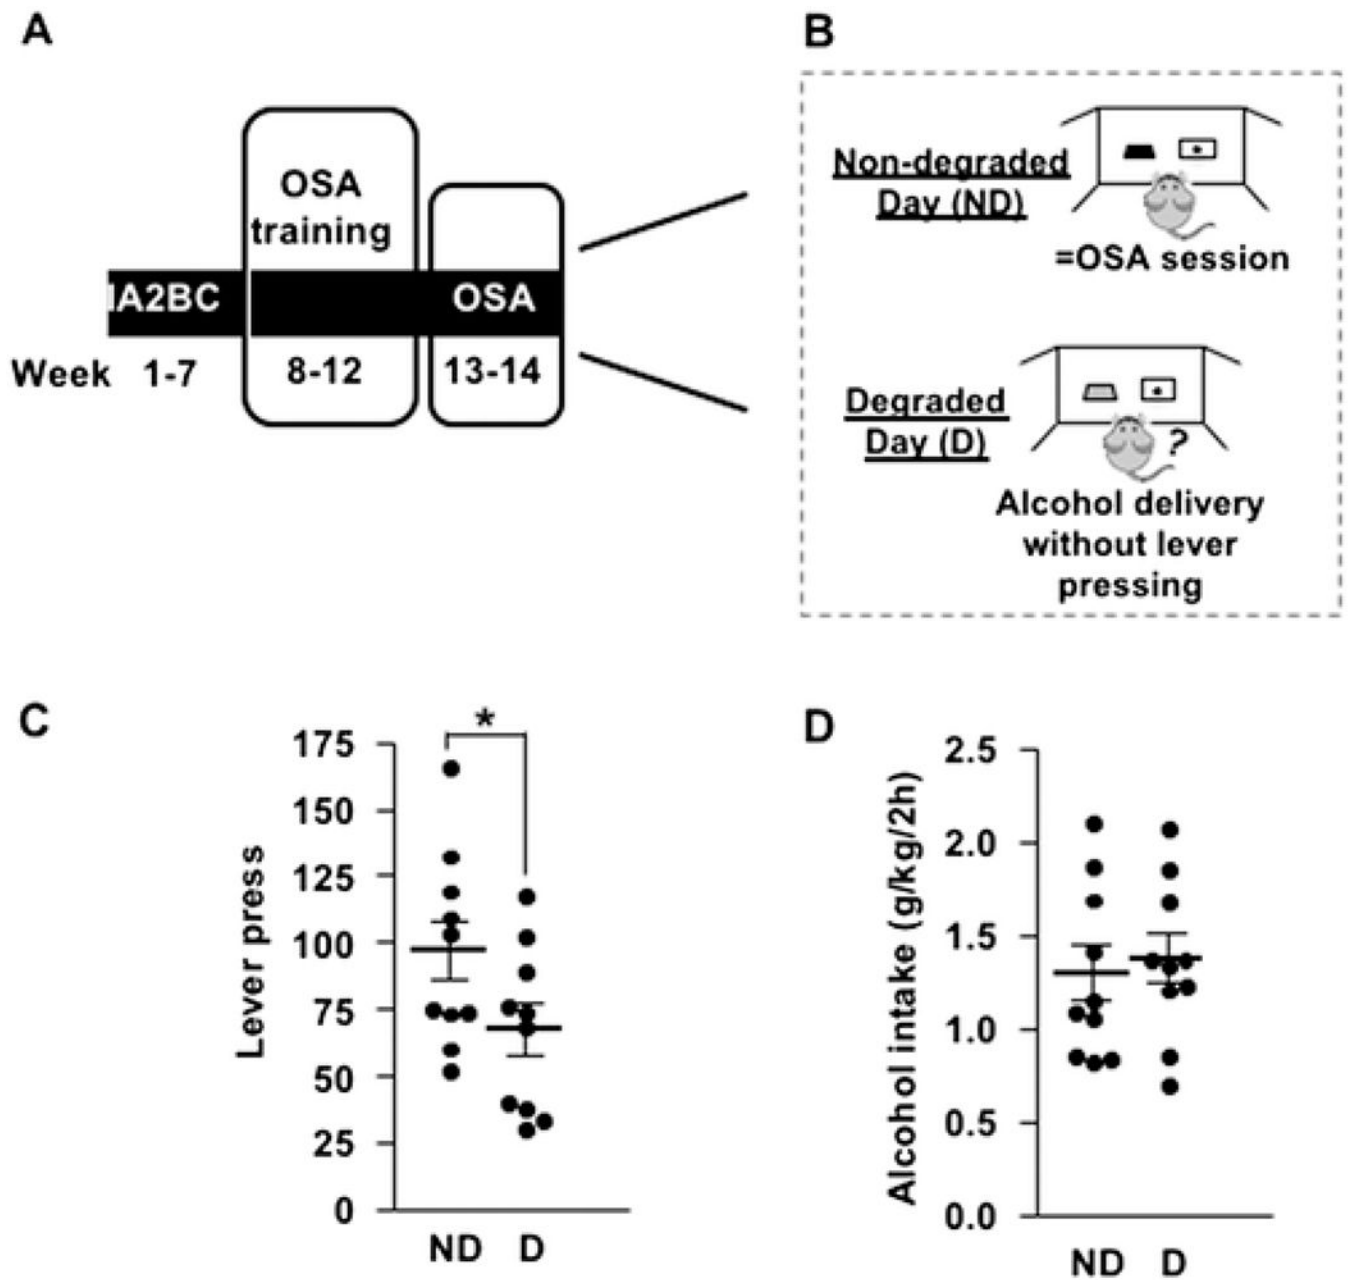 A
OSA
training
IA2BC
OSA
Week 1-7 8-12 13-14
B
Non-degraded
Day (ND)
=OSA session
Degraded
Day (D)
?
Alcohol delivery
without lever
pressing
C
*
175
150
125
100
75
50
25
0
Lever press
ND D
D
2.5
2.0
1.5
1.0
0.5
0.0
Alcohol intake (g/kg/2h)
ND D